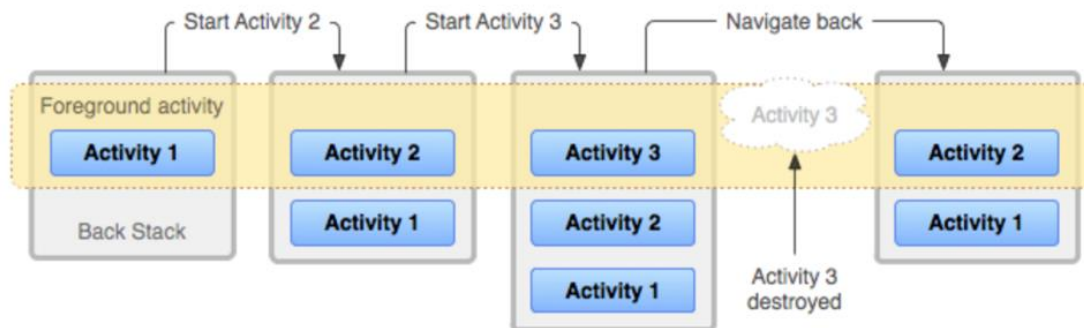 Start Activity 2
Start Activity 3
Navigate back
Foreground activity
Activity 1
Back Stack
Activity 2
Activity 1
Activity 3
Activity 2
Activity 1
Activity 3
Activity 3
destroyed
Activity 2
Activity 1